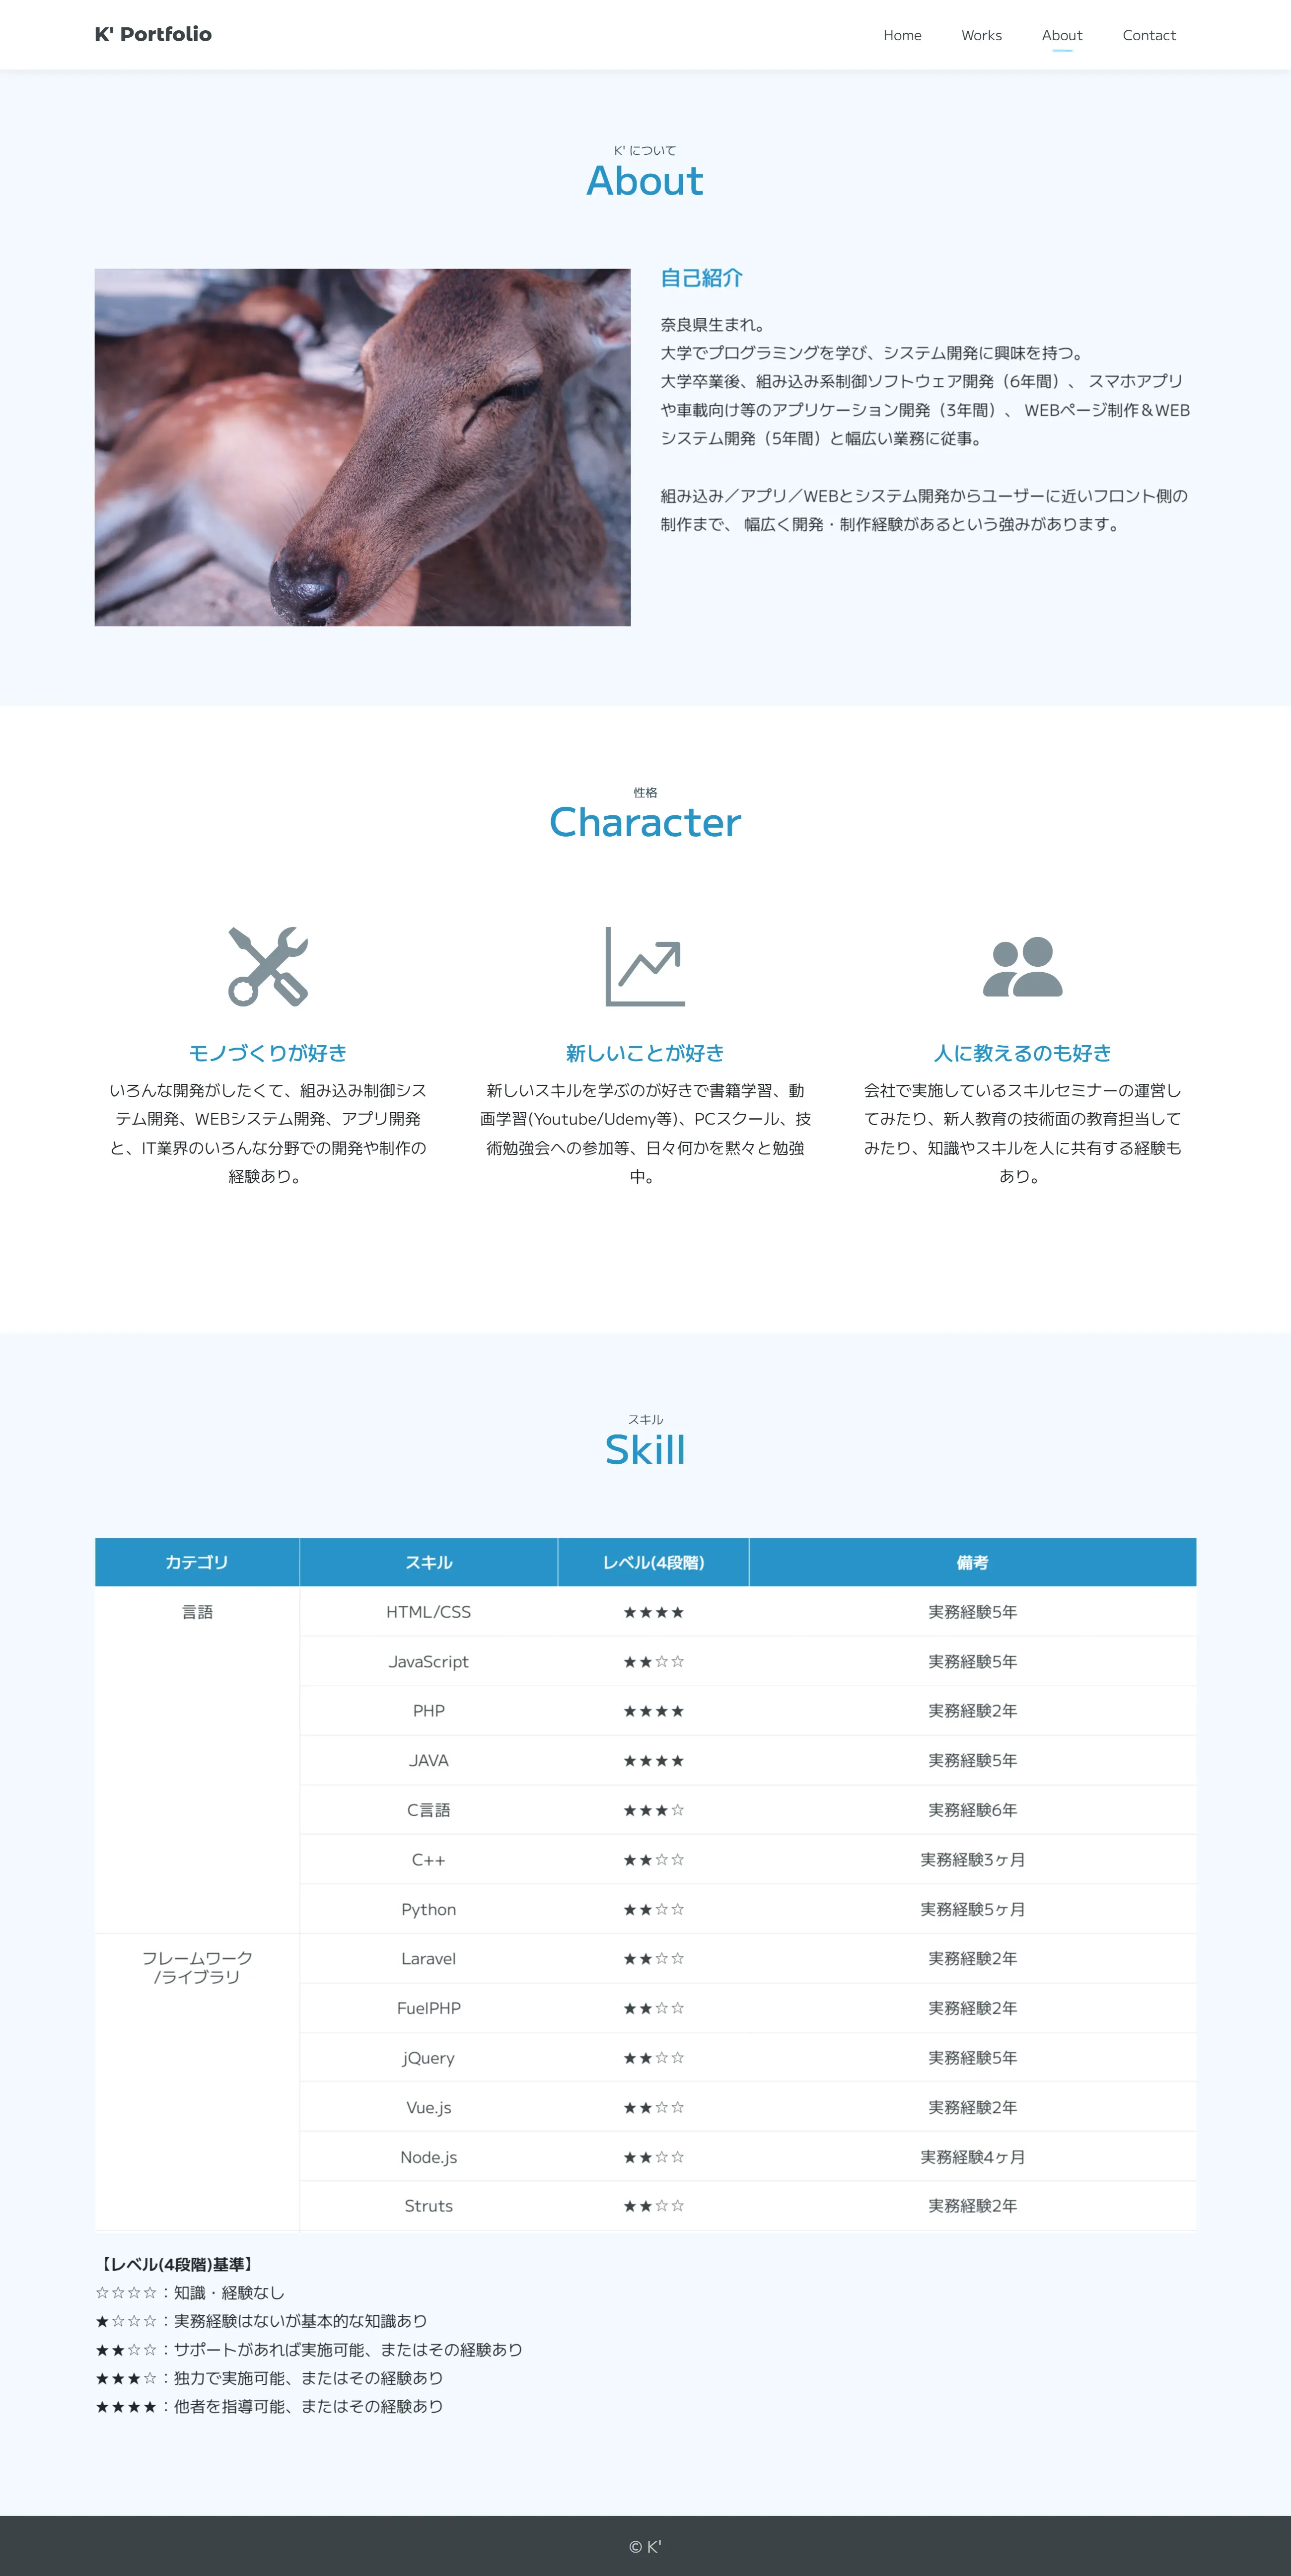 K' Portfolio
Home Works About Contact
K' について
About
自己紹介
奈良県生まれ。
大学でプログラミングを学び、システム開発に興味を持つ。
大学卒業後、組み込み系制御ソフトウェア開発（6年間）、 スマホアプリ
や車載向け等のアプリケーション開発（3年間）、 WEBページ制作＆WEB
システム開発（5年間）と幅広い業務に従事。
組み込み／アプリ／WEBとシステム開発からユーザーに近いフロント側の
制作まで、 幅広く開発・制作経験があるという強みがあります。
性格
Character
モノづくりが好き
いろんな開発がしたくて、組み込み制御シス
テム開発、WEBシステム開発、アプリ開発
と、IT業界のいろんな分野での開発や制作の
経験あり。
新しいことが好き
新しいスキルを学ぶのが好きで書籍学習、動
画学習(Youtube/Udemy等)、PCスクール、技
術勉強会への参加等、日々何かを黙々と勉強
中。
人に教えるのも好き
会社で実施しているスキルセミナーの運営し
てみたり、新人教育の技術面の教育担当して
みたり、知識やスキルを人に共有する経験も
あり。
スキル
Skill
カテゴリ スキル レベル(4段階) 備考
言語 HTML/CSS ★★★★ 実務経験5年
JavaScript ★★☆☆ 実務経験5年
PHP ★★★★ 実務経験2年
JAVA ★★★★ 実務経験5年
C言語 ★★★☆ 実務経験6年
C++ ★★☆☆ 実務経験3ヶ月
Python ★★☆☆ 実務経験5ヶ月
フレームワーク
/ライブラリ
Laravel ★★☆☆ 実務経験2年
FuelPHP ★★☆☆ 実務経験2年
jQuery ★★☆☆ 実務経験5年
Vue.js ★★☆☆ 実務経験2年
Node.js ★★☆☆ 実務経験4ヶ月
Struts ★★☆☆ 実務経験2年
【レベル(4段階)基準】
☆☆☆☆：知識・経験なし
★☆☆☆：実務経験はないが基本的な知識あり
★★☆☆：サポートがあれば実施可能、またはその経験あり
★★★☆：独力で実施可能、またはその経験あり
★★★★：他者を指導可能、またはその経験あり
© K'